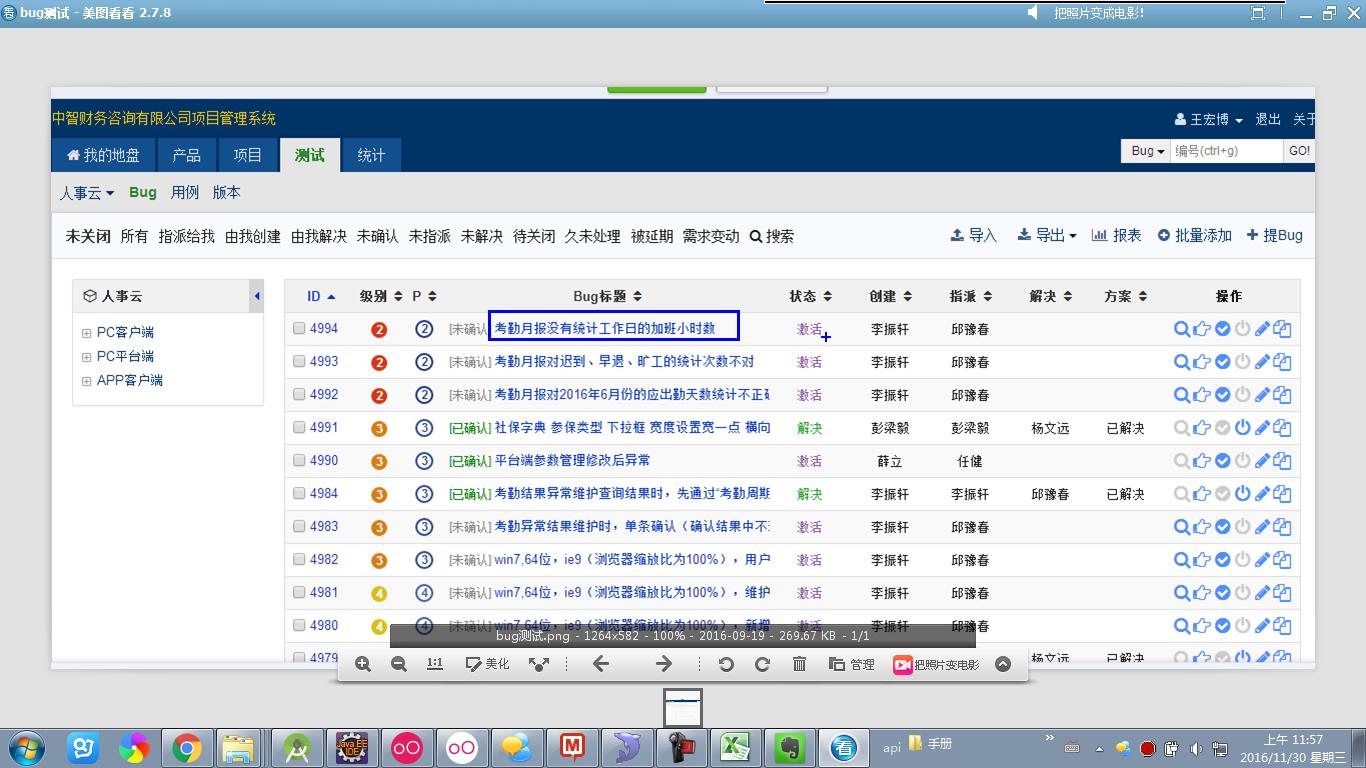 bug测试 - 美图看看 2.7.8
把照片变成电影!
中智财务咨询有限公司项目管理系统
王宏博 退出 关于
我的地盘 产品 项目 测试 统计
Bug 编号(ctrl+g) GO!
人事云 Bug 用例 版本
未关闭 所有 指派给我 由我创建 由我解决 未确认 未指派 未解决 待关闭 久未处理 被延期 需求变动 搜索
导入 导出 报表 批量添加 提Bug
人事云
PC客户端
PC平台端
APP客户端
ID 级别 P Bug标题 状态 创建 指派 解决 方案 操作
4994 2 2 [未确认] 考勤月报没有统计工作日的加班小时数 激活 李振轩 邱豫春
4993 2 2 [未确认] 考勤月报对迟到、早退、旷工的统计次数不对 激活 李振轩 邱豫春
4992 2 2 [未确认] 考勤月报对2016年6月份的应出勤天数统计不正确 激活 李振轩 邱豫春
4991 3 3 [已确认] 社保字典 参保类型 下拉框 宽度设置宽一点 横向 解决 彭梁毅 彭梁毅 杨文远 已解决
4990 3 3 [已确认] 平台端参数管理修改后异常 激活 薛立 任健
4984 3 3 [已确认] 考勤结果异常维护查询结果时，先通过“考勤周期 解决 李振轩 李振轩 邱豫春 已解决
4983 3 3 [未确认] 考勤异常结果维护时，单条确认（确认结果中不 激活 李振轩 邱豫春
4982 3 3 [未确认] win7,64位，ie9（浏览器缩放比为100%），用户 激活 李振轩 邱豫春
4981 4 4 [未确认] win7,64位，ie9（浏览器缩放比为100%），维护 激活 李振轩 邱豫春
4980 4 4 [未确认] win7,64位，ie9（浏览器缩放比为100%），新增 激活 李振轩 邱豫春
bug测试.png - 1264x582 - 100% - 2016-09-19 - 269.67 KB - 1/1
4979 杨文远 已解决
1:1 美化 管理 把照片变电影
api 手册
上午 11:57
2016/11/30 星期三